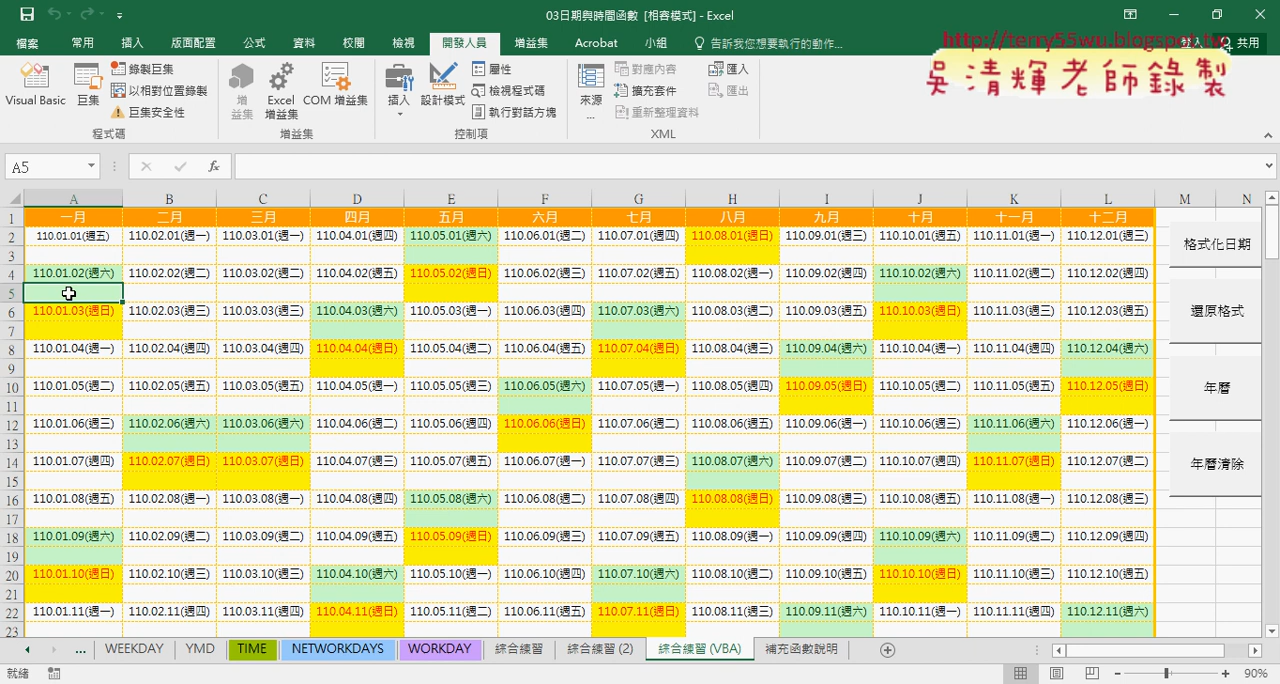 03日期與時間函數 [相容模式] - Excel
檔案 常用 插入 版面配置 公式 資料 校閱 檢視 開發人員 增益集 Acrobat 小組 告訴我您想要執行的動作... 登入 共用
http://terry55wu.blogspot.tw
吳清輝老師錄製
Visual Basic 巨集 錄製巨集 以相對位置錄製 巨集安全性 程式碼
增益集 Excel 增益集 COM 增益集 增益集
插入 設計模式 屬性 檢視程式碼 執行對話方塊 控制項
來源... 對應內容 擴充套件 重新整理資料 匯入 匯出 XML
A5 fx
A B C D E F G H I J K L M N
1 一月 二月 三月 四月 五月 六月 七月 八月 九月 十月 十一月 十二月
2 110.01.01(週五) 110.02.01(週一) 110.03.01(週一) 110.04.01(週四) 110.05.01(週六) 110.06.01(週二) 110.07.01(週四) 110.08.01(週日) 110.09.01(週三) 110.10.01(週五) 110.11.01(週一) 110.12.01(週三)
格式化日期
3
4 110.01.02(週六) 110.02.02(週二) 110.03.02(週二) 110.04.02(週五) 110.05.02(週日) 110.06.02(週三) 110.07.02(週五) 110.08.02(週一) 110.09.02(週四) 110.10.02(週六) 110.11.02(週二) 110.12.02(週四)
5
6 110.01.03(週日) 110.02.03(週三) 110.03.03(週三) 110.04.03(週六) 110.05.03(週一) 110.06.03(週四) 110.07.03(週六) 110.08.03(週二) 110.09.03(週五) 110.10.03(週日) 110.11.03(週三) 110.12.03(週五)
還原格式
7
8 110.01.04(週一) 110.02.04(週四) 110.03.04(週四) 110.04.04(週日) 110.05.04(週二) 110.06.04(週五) 110.07.04(週日) 110.08.04(週三) 110.09.04(週六) 110.10.04(週一) 110.11.04(週四) 110.12.04(週六)
9
10 110.01.05(週二) 110.02.05(週五) 110.03.05(週五) 110.04.05(週一) 110.05.05(週三) 110.06.05(週六) 110.07.05(週一) 110.08.05(週四) 110.09.05(週日) 110.10.05(週二) 110.11.05(週五) 110.12.05(週日)
年曆
11
12 110.01.06(週三) 110.02.06(週六) 110.03.06(週六) 110.04.06(週二) 110.05.06(週四) 110.06.06(週日) 110.07.06(週二) 110.08.06(週五) 110.09.06(週一) 110.10.06(週三) 110.11.06(週六) 110.12.06(週一)
13
14 110.01.07(週四) 110.02.07(週日) 110.03.07(週日) 110.04.07(週三) 110.05.07(週五) 110.06.07(週一) 110.07.07(週三) 110.08.07(週六) 110.09.07(週二) 110.10.07(週四) 110.11.07(週日) 110.12.07(週二)
年曆清除
15
16 110.01.08(週五) 110.02.08(週一) 110.03.08(週一) 110.04.08(週四) 110.05.08(週六) 110.06.08(週二) 110.07.08(週四) 110.08.08(週日) 110.09.08(週三) 110.10.08(週五) 110.11.08(週一) 110.12.08(週三)
17
18 110.01.09(週六) 110.02.09(週二) 110.03.09(週二) 110.04.09(週五) 110.05.09(週日) 110.06.09(週三) 110.07.09(週五) 110.08.09(週一) 110.09.09(週四) 110.10.09(週六) 110.11.09(週二) 110.12.09(週四)
19
20 110.01.10(週日) 110.02.10(週三) 110.03.10(週三) 110.04.10(週六) 110.05.10(週一) 110.06.10(週四) 110.07.10(週六) 110.08.10(週二) 110.09.10(週五) 110.10.10(週日) 110.11.10(週三) 110.12.10(週五)
21
22 110.01.11(週一) 110.02.11(週四) 110.03.11(週四) 110.04.11(週日) 110.05.11(週二) 110.06.11(週五) 110.07.11(週日) 110.08.11(週三) 110.09.11(週六) 110.10.11(週一) 110.11.11(週四) 110.12.11(週六)
23
... WEEKDAY YMD TIME NETWORKDAYS WORKDAY 綜合練習 綜合練習 (2) 綜合練習 (VBA) 補充函數說明
就緒 90%